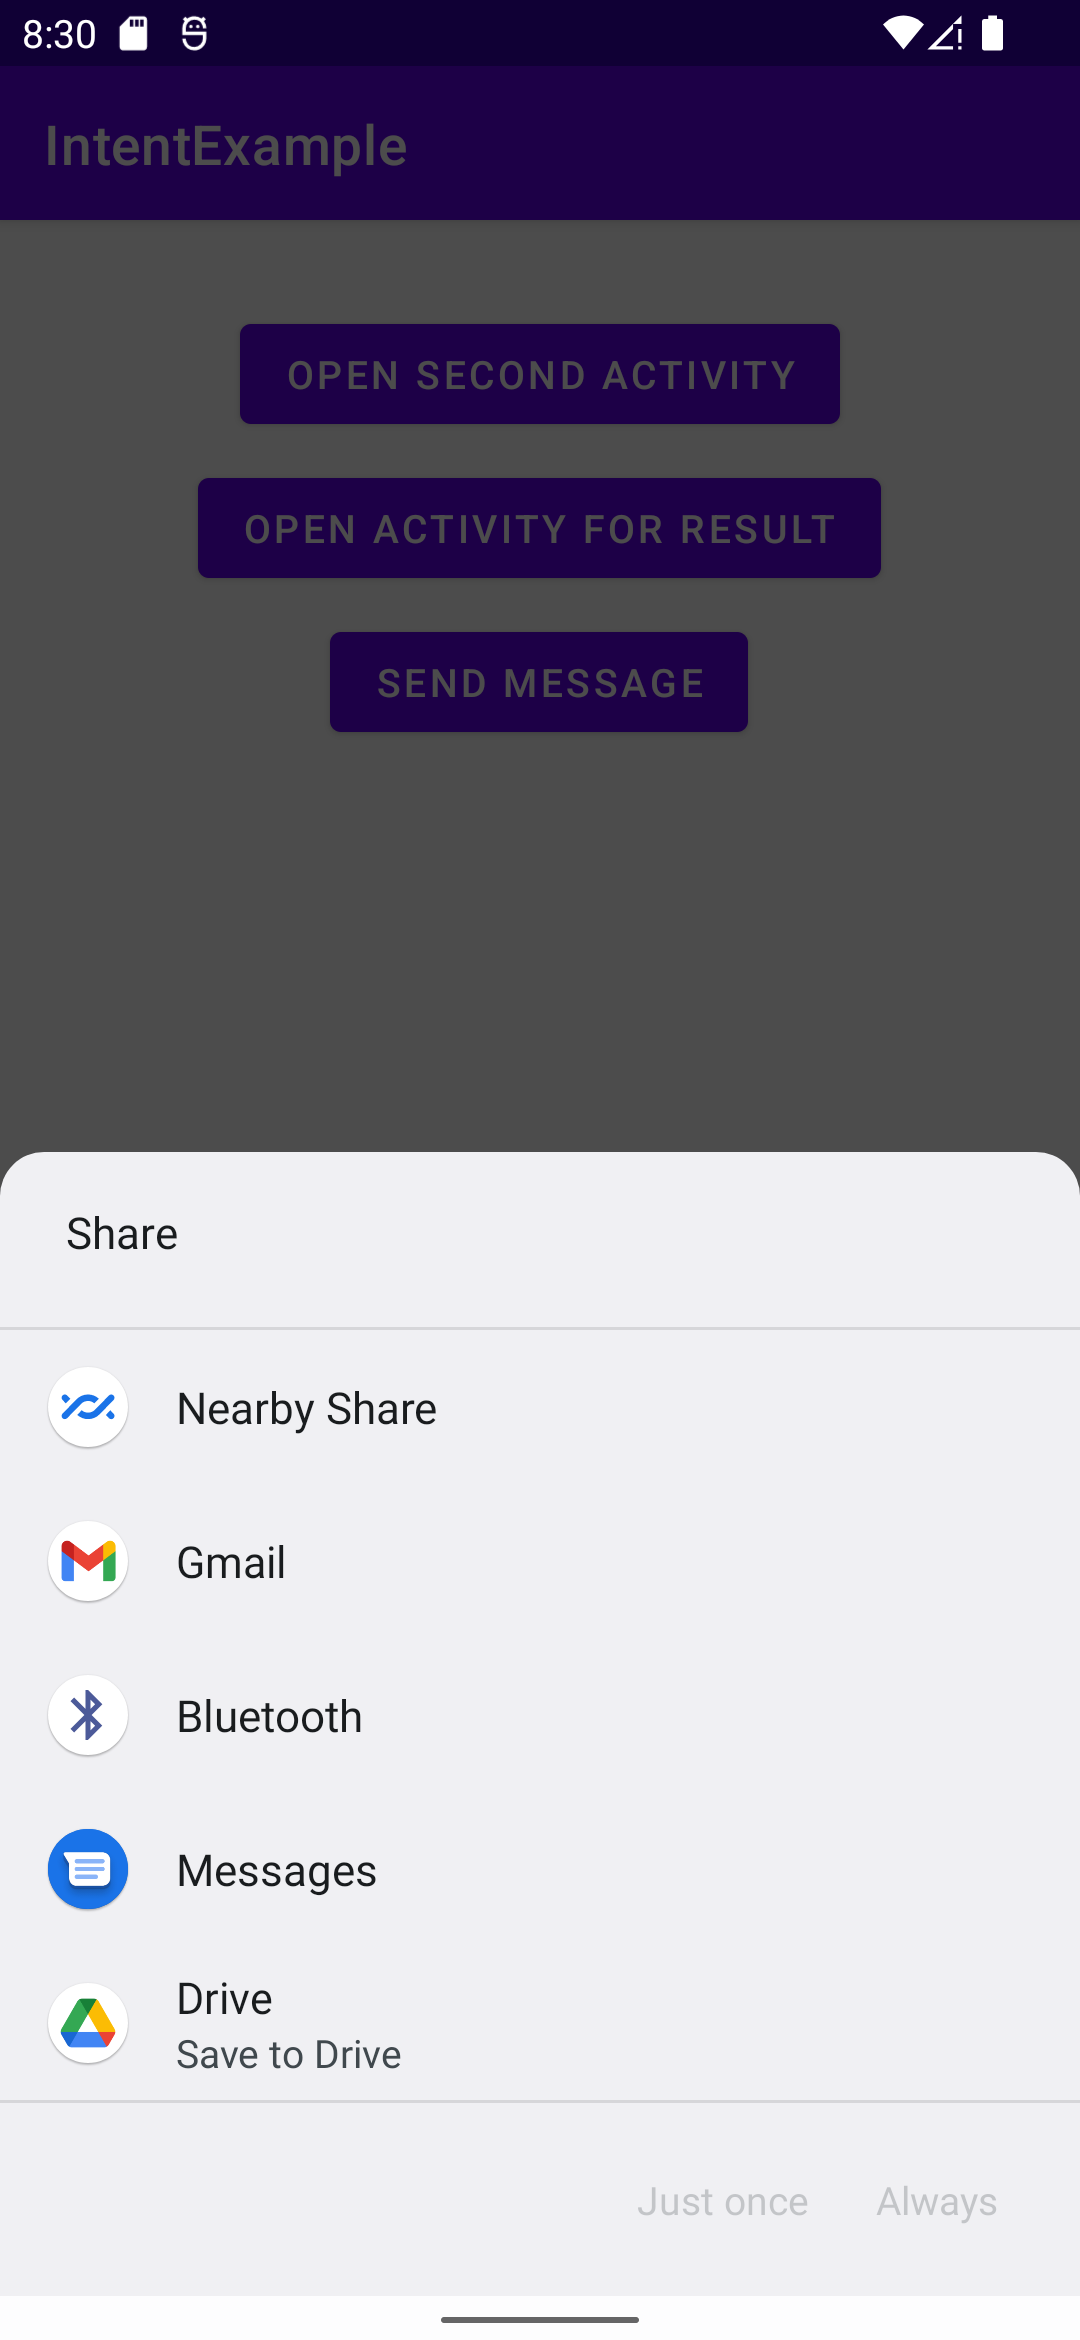 8:30
IntentExample
OPEN SECOND ACTIVITY
OPEN ACTIVITY FOR RESULT
SEND MESSAGE
Share
Nearby Share
Gmail
Bluetooth
Messages
Drive
Save to Drive
Just once Always